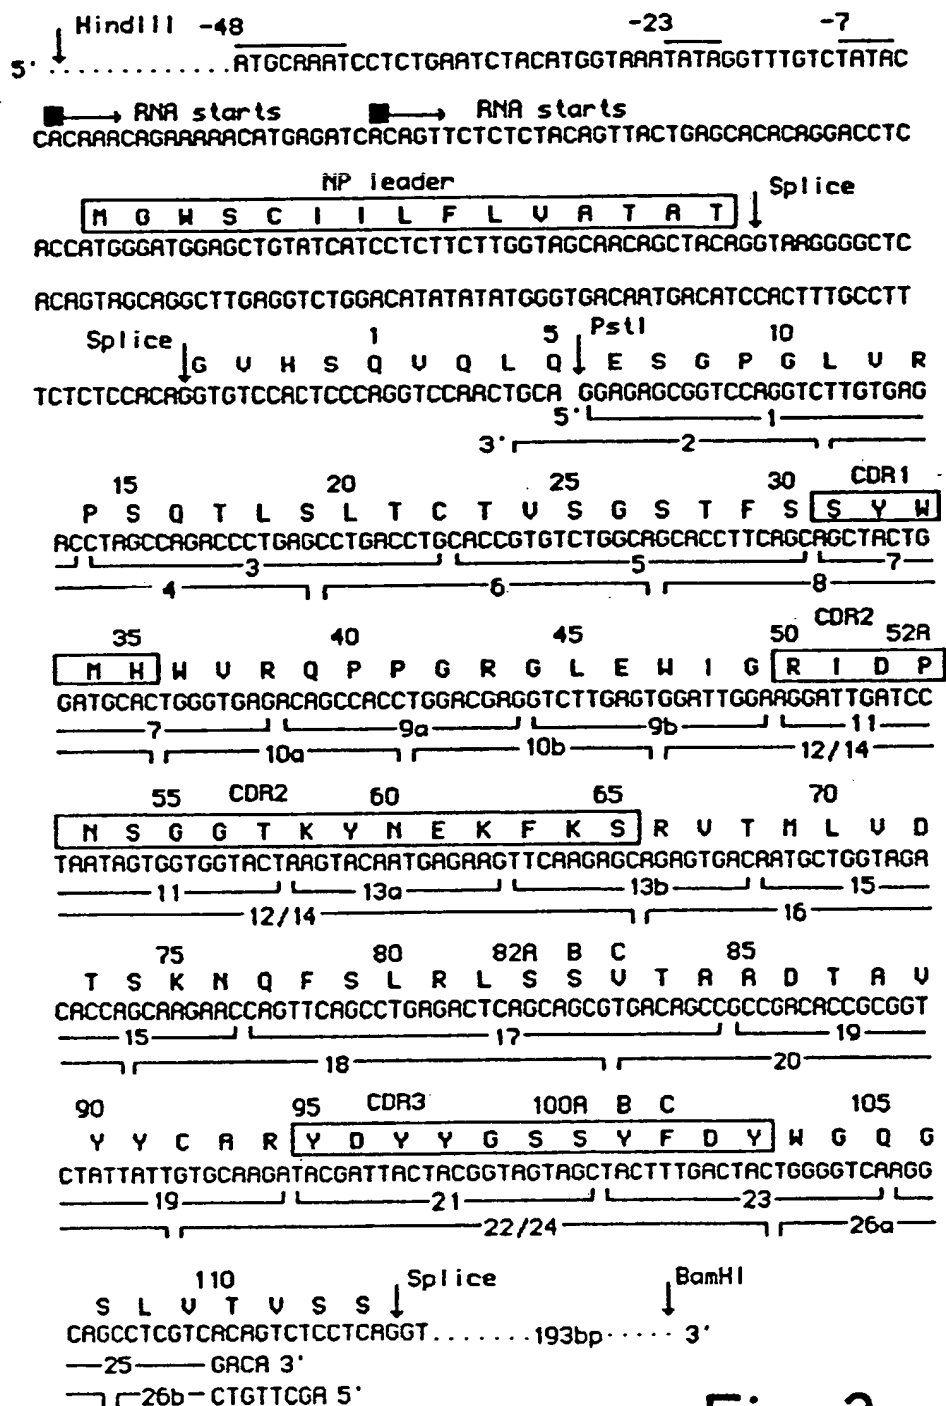 HindIII -48 -23 -7
5' ..............ATGCAAATCCTCTGAATCTACATGGTAAATATAGGTTTGTCTATAC
RNA starts RNA starts
CACAAACAGAAAAACATGAGATCACAGTTCTCTCTACAGTTACTGAGCACACAGGACCTC
NP leader Splice
M G W S C I I L F L V A T A T
ACCATGGGATGGAGCTGTATCATCCTCTTCTTGGTAGCAACAGCTACAGGTAAGGGGCTC
ACAGTAGCAGGCTTGAGGTCTGGACATATATATGGGTGACAATGACATCCACTTTGCCTT
Splice 1 5 PstI 10
G V H S Q V Q L Q E S G P G L V R
TCTCTCCACAGGTGTCCACTCCCAGGTCCAACTGCA GGAGAGCGGTCCAGGTCTTGTGAG
5' 1
3' 2
15 20 25 30 CDR1
P S Q T L S L T C T V S G S T F S S Y W
ACCTAGCCAGACCCTGAGCCTGACCTGCACCGTGTCTGGCAGCACCTTCAGCAGCTACTG
3 5 7
4 6 8
35 40 45 50 CDR2 52A
M H W V R Q P P G R G L E W I G R I D P
GATGCACTGGGTGAGACAGCCACCTGGACGAGGTCTTGAGTGGATTGGAAGGATTGATCC
7 9a 9b 11
10a 10b 12/14
55 CDR2 60 65 70
N S G G T K Y N E K F K S R V T M L V D
TAATAGTGGTGGTACTAAGTACAATGAGAAGTTCAAGAGCAGAGTGACAATGCTGGTAGA
11 13a 13b 15
12/14 16
75 80 82A B C 85
T S K N Q F S L R L S S V T A A D T A V
CACCAGCAAGAACCAGTTCAGCCTGAGACTCAGCAGCGTGACAGCCGCCGACACCGCGGT
15 17 19
18 20
90 95 CDR3 100A B C 105
Y Y C A R Y D Y Y G S S Y F D Y W G Q G
CTATTATTGTGCAAGATACGATTACTACGGTAGTAGCTACTTTGACTACTGGGGTCAAGG
19 21 23
22/24 26a
110 Splice BamHI
S L V T V S S
CAGCCTCGTCACAGTCTCCTCAGGT.......193bp..... 3'
25 GACA 3'
26b CTGTTCGA 5'